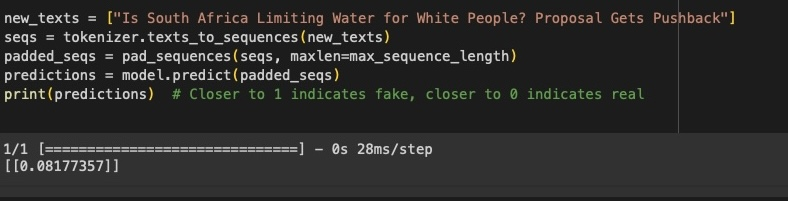 new_texts = ["Is South Africa Limiting Water for White People? Proposal Gets Pushback"]
seqs = tokenizer.texts_to_sequences(new_texts)
padded_seqs = pad_sequences(seqs, maxlen=max_sequence_length)
predictions = model.predict(padded_seqs)
print(predictions)  # Closer to 1 indicates fake, closer to 0 indicates real
1/1 [==============================] - 0s 28ms/step
[[0.08177357]]